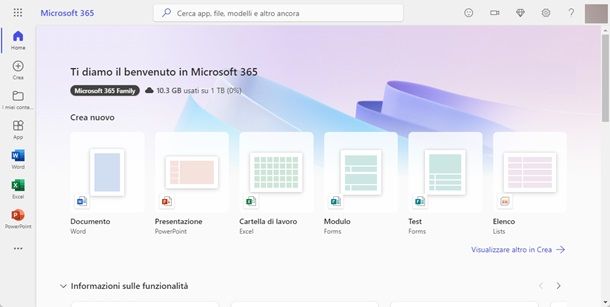 Microsoft 365
Cerca app, file, modelli e altro ancora
?
Home
Crea
I miei conte...
App
Word
Excel
PowerPoint
Ti diamo il benvenuto in Microsoft 365
Microsoft 365 Family
10.3 GB usati su 1 TB (0%)
Crea nuovo
Documento
Word
Presentazione
PowerPoint
Cartella di lavoro
Excel
Modulo
Forms
Test
Forms
Elenco
Lists
Visualizzare altro in Crea
Informazioni sulle funzionalità